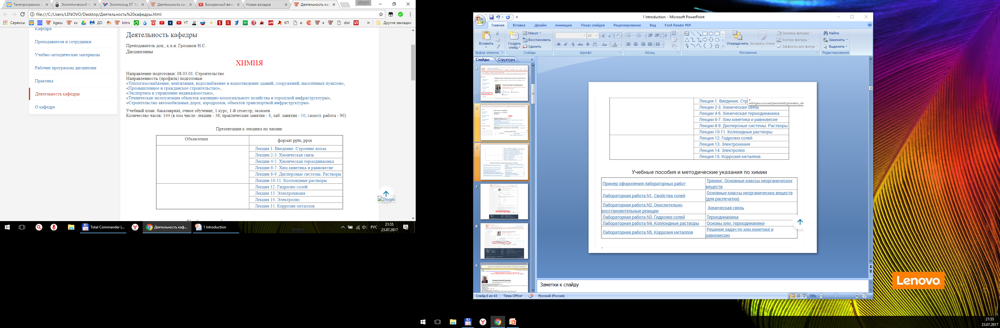 Телепрограмма н
Эллиптический тр
Эллипсоид XT 12
Деятельность каф
Воскресный вече
Новая вкладка
Деятельность каф
Nikolai
file:///C:/Users/LENOVO/Desktop/Деятельность%20кафедры.html
Сервисы
kgasu
кх
ДО
bitrix
YT
КП
е.
я
dist
»
Другие закладки
Кафедра
Преподаватели и сотрудники
Учебно-методические материалы
Рабочие программы дисциплин
Практика
Деятельность кафедры
О кафедре
Деятельность кафедры
Преподаватель доц., к.х.н. Громаков Н.С.
Дисциплины
ХИМИЯ
Направление подготовки: 08.03.01. Строительство
Направленность (профиль) подготовки:
«Теплогазоснабжение, вентиляция, водоснабжение и водоотведение зданий, сооружений, населённых пунктов»,
«Промышленное и гражданское строительство»,
«Экспертиза и управление недвижимостью»,
«Техническая эксплуатация объектов жилищно-коммунального хозяйства и городской инфраструктуры»,
«Строительство автомобильных дорог, аэродромов, объектов транспортной инфраструктуры».
Учебный план: бакалавриат, очное обучение, 1 курс, 1-й семестр, экзамен.
Количество часов: 144 (в том числе: лекции - 36; практические занятия - 8, лаб. занятия - 10; самост. работа - 90).
Презентации к лекциям по химии:
Объявления
формат pptx, ppsx
Лекция 1. Введение. Строение атома
Лекции 2-3. Химическая связь
Лекции 4-5. Химическая термодинамика
Лекции 6-7. Хим.кинетика и равновесие
Лекции 8-9. Дисперсные системы. Растворы
Лекции 10-11. Коллоидные растворы
Лекция 12. Гидролиз солей
Лекция 13. Электрохимия
Лекция 14. Электролиз
Лекция 15. Коррозия металлов
Вверх
Total Commander (...
Деятельность каф...
1 Introduction
РУС
21:55
23.07.2017
1 Introduction - Microsoft PowerPoint
Главная
Вставка
Дизайн
Анимация
Показ слайдов
Рецензирование
Вид
Foxit Reader PDF
Вставить
Буфер обмена
Создать слайд
Макет
Восстановить
Удалить
Слайды
28
Ж К Ч abc S AV Aa A
Шрифт
Абзац
Упорядочить
Экспресс-стили
Заливка фигуры
Контур фигуры
Эффекты для фигур
Рисование
Найти
Заменить
Выделить
Редактирование
Слайды
Структура
4
5
6
7
8
9
Лекция 1. Введение. Стр
old.kgasu.ru/sved/personold/gromakov_nik
Лекции 2-3. Химическая связь
Лекции 4-5. Химическая термодинамика
Лекции 6-7. Хим.кинетика и равновесие
Лекции 8-9. Дисперсные системы. Растворы
Лекции 10-11. Коллоидные растворы
Лекция 12. Гидролиз солей
Лекция 13. Электрохимия
Лекция 14. Электролиз
Лекция 15. Коррозия металлов
Учебные пособия и методические указания по химии
Пример оформления лабораторных работ
Тренинг. Основные классы неорганических
веществ
Лабораторная работа N1. Свойства солей
Основные классы неорганических веществ
(для распечатки)
Лабораторная работа N2. Окислительно-
восстановительные реакции
Химическая связь
Лабораторная работа N3. Гидролиз солей
Термодинамика
Лабораторная работа N4. Коллоидные растворы
Основы хим. термодинамики
Лабораторная работа N5. Коррозия металлов
Решение задач по хим.кинетике и
равновесию
Заметки к слайду
Слайд 6 из 43
"Тема Office"
Русский (Россия)
78%
Lenovo
21:55
23.07.2017